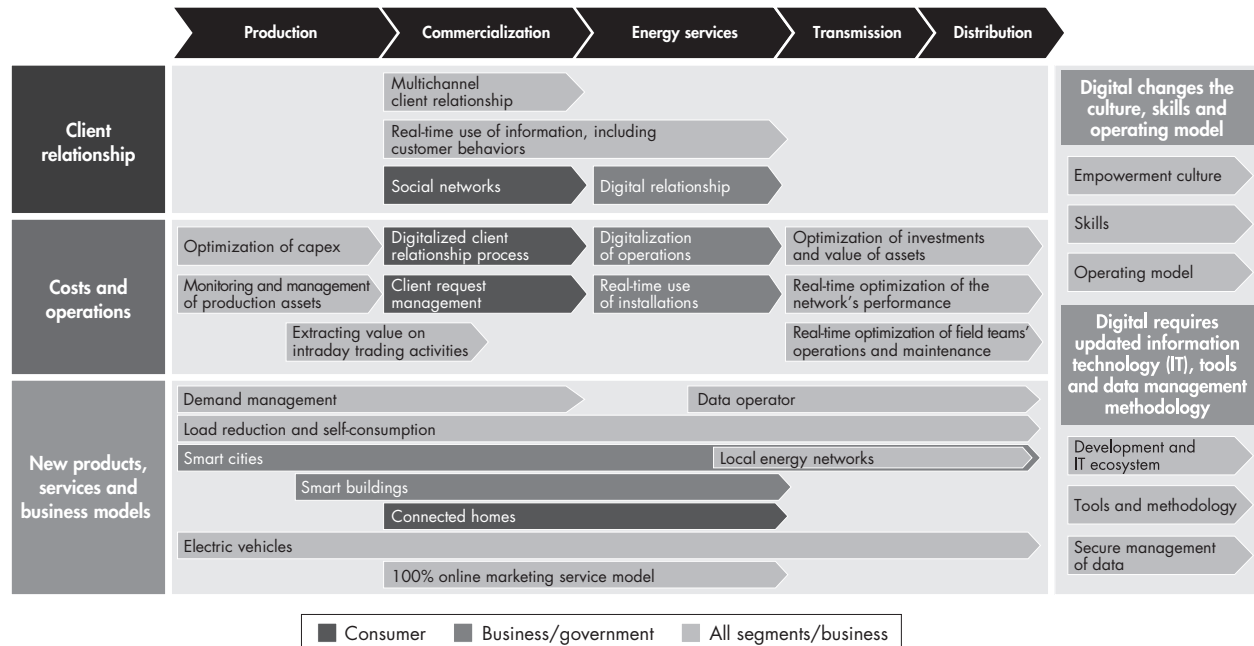 Production
Commercialization
Energy services
Transmission
Distribution
Client
relationship
Multichannel
client relationship
Real-time use of information, including
customer behaviors
Social networks
Digital relationship
Costs and
operations
Optimization of capex
Digitalized client
relationship process
Digitalization
of operations
Optimization of investments
and value of assets
Monitoring and management
of production assets
Client request
management
Real-time use
of installations
Real-time optimization of the
network's performance
Extracting value on
intraday trading activities
Real-time optimization of field teams'
operations and maintenance
New products,
services and
business models
Demand management
Data operator
Load reduction and self-consumption
Smart cities
Local energy networks
Smart buildings
Connected homes
Electric vehicles
100% online marketing service model
Digital changes the
culture, skills and
operating model
Empowerment culture
Skills
Operating model
Digital requires
updated information
technology (IT), tools
and data management
methodology
Development and
IT ecosystem
Tools and methodology
Secure management
of data
Consumer
Business/government
All segments/business